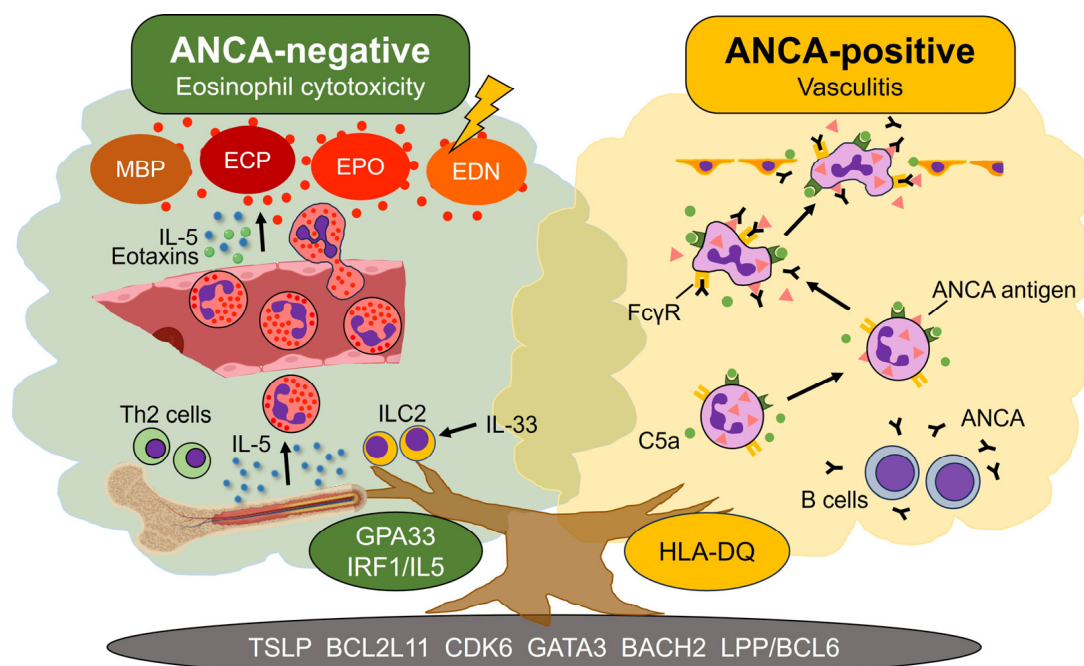 ANCA-negative
Eosinophil cytotoxicity
ANCA-positive
Vasculitis
MBP
ECP
EPO
EDN
IL-5
Eotaxins
Th2 cells
IL-5
ILC2
IL-33
FcγR
ANCA antigen
C5a
ANCA
B cells
GPA33
IRF1/IL5
HLA-DQ
TSLP BCL2L11 CDK6 GATA3 BACH2 LPP/BCL6